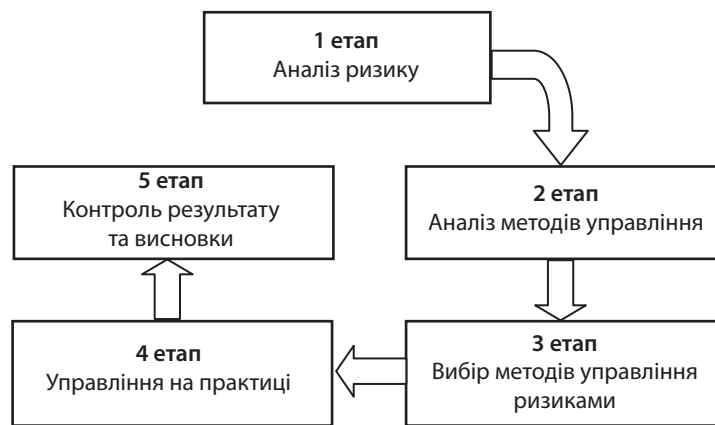 1 етап
Аналіз ризику
2 етап
Аналіз методів управління
3 етап
Вибір методів управління
ризиками
4 етап
Управління на практиці
5 етап
Контроль результату
та висновки